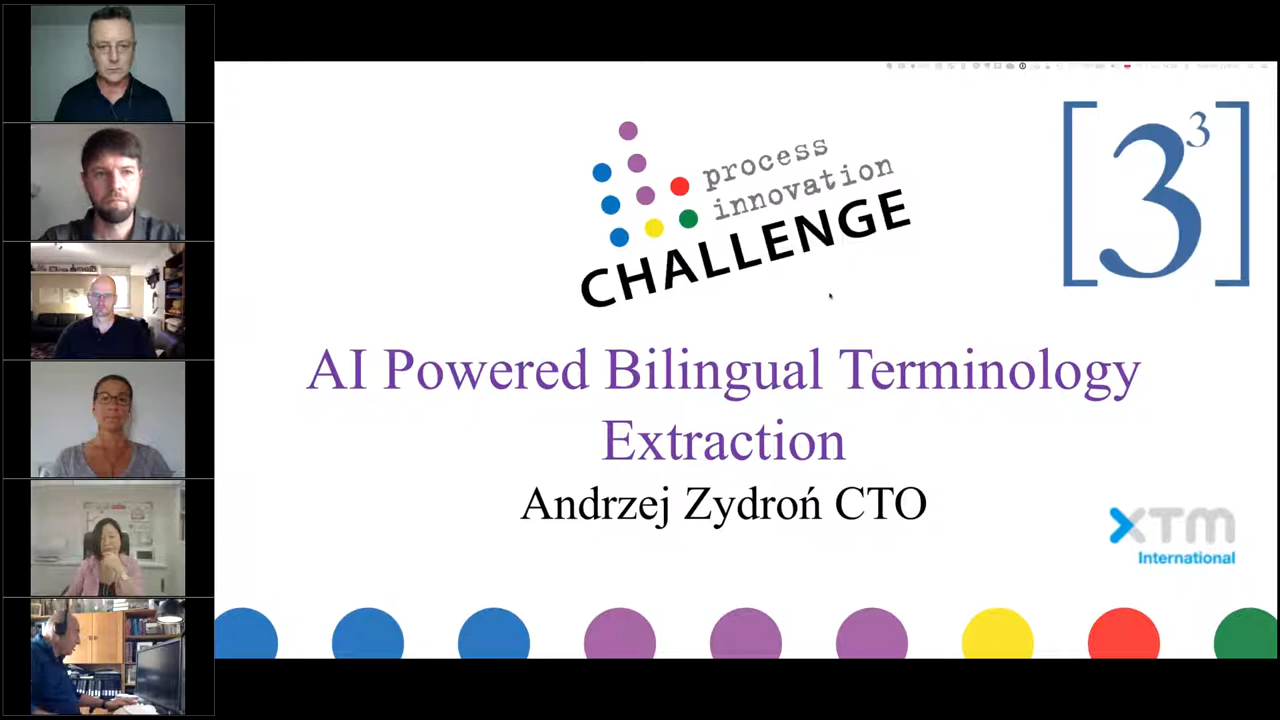 process
innovation
CHALLENGE
[3³]
AI Powered Bilingual Terminology
Extraction
Andrzej Zydroń CTO
XTM
International